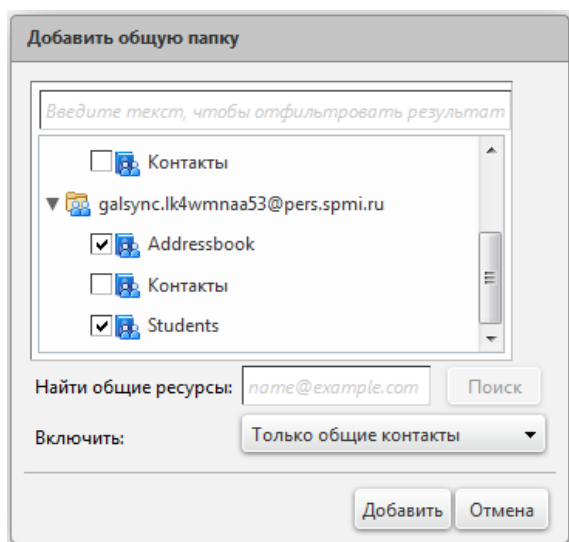 Добавить общую папку
Введите текст, чтобы отфильтровать результат
Контакты
galsync.lk4wmnaa53@pers.spmi.ru
Addressbook
Контакты
Students
Найти общие ресурсы: name@example.com Поиск
Включить: Только общие контакты
Добавить Отмена